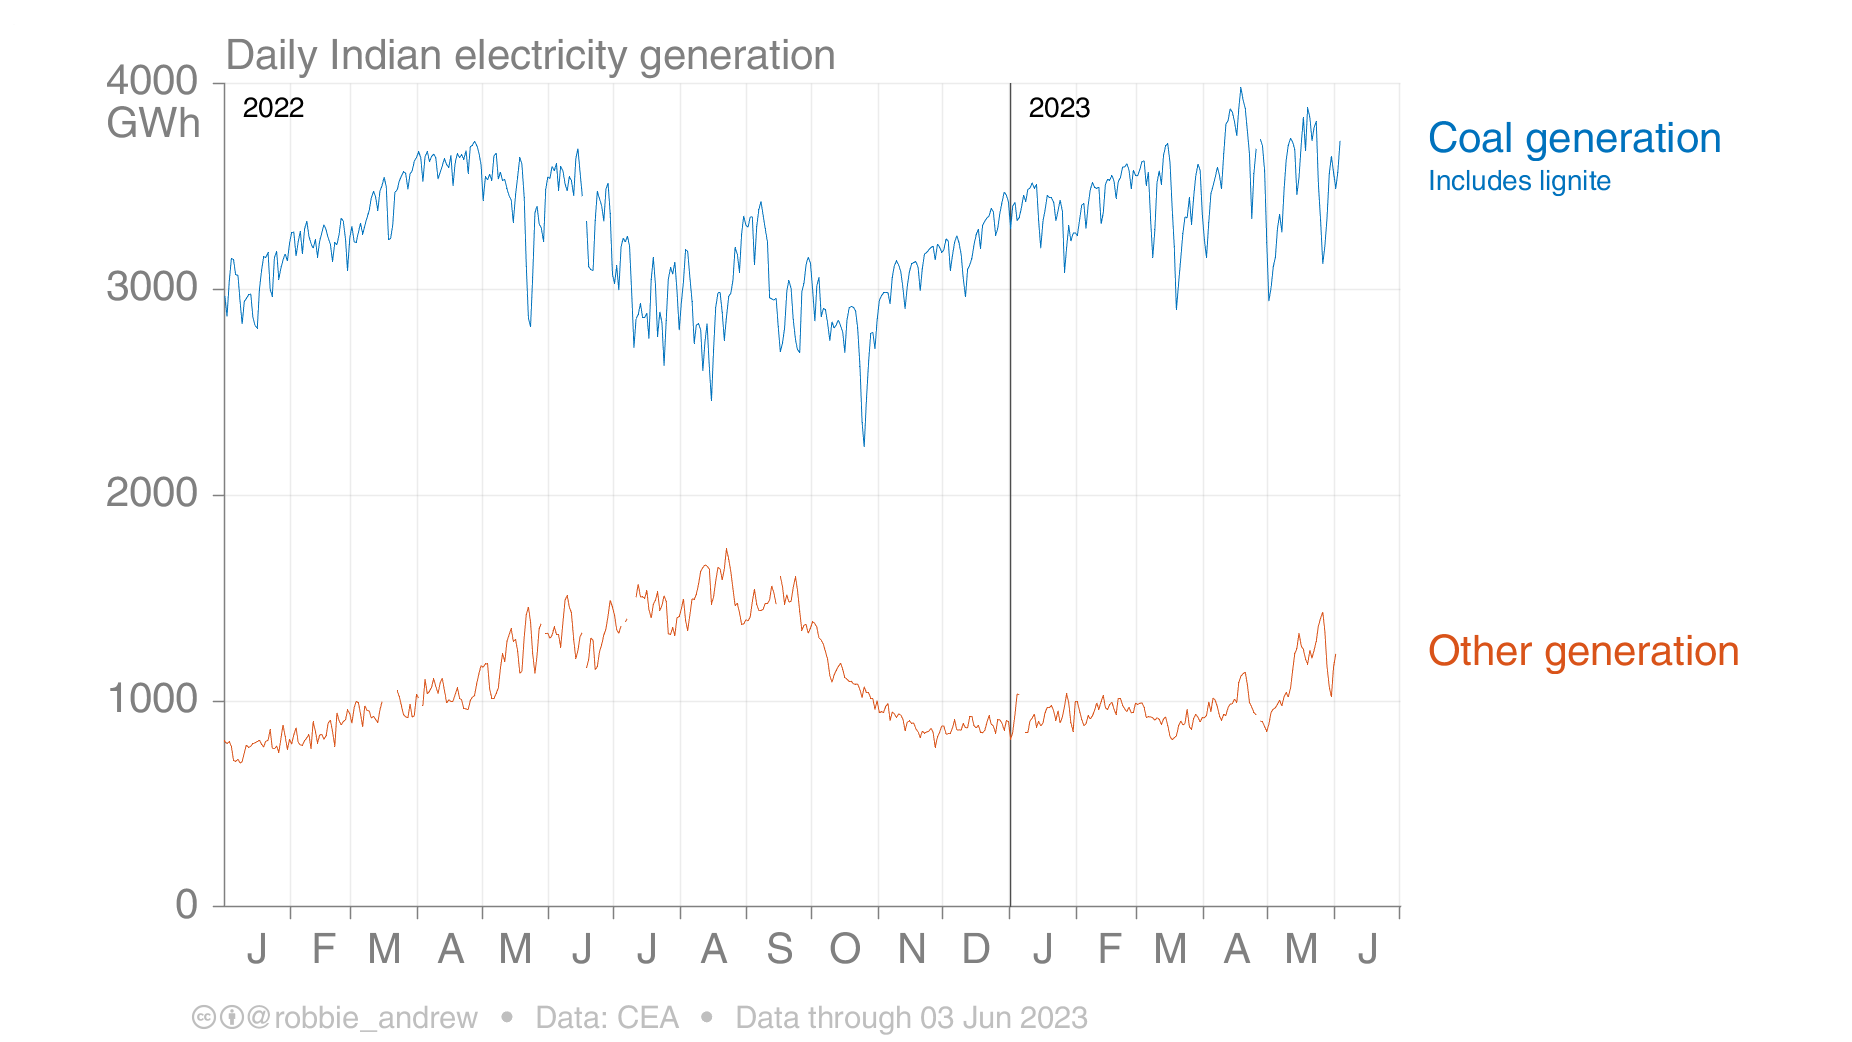 Daily Indian electricity generation
4000
GWh
2022
2023
Coal generation
Includes lignite
3000
2000
Other generation
1000
0
J F M A M J J A S O N D J F M A M J
@robbie_andrew • Data: CEA • Data through 03 Jun 2023